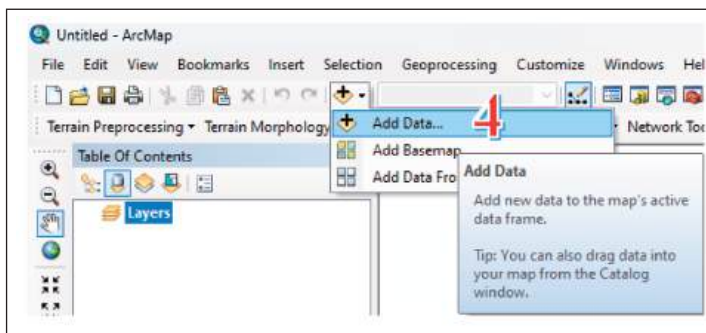 Untitled - ArcMap
File Edit View Bookmarks Insert Selection Geoprocessing Customize Windows Hel
Terrain Preprocessing Terrain Morphology Network Too
Table Of Contents
Layers
Add Data...
4
Add Basemap
Add Data Fro
Add Data
Add new data to the map's active
data frame.
Tip: You can also drag data into
your map from the Catalog
window.